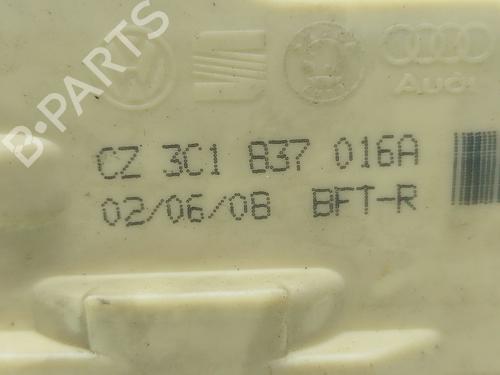 B-PARTS
Audi
CZ 3C1 837 016A
02/06/08 BFT-R